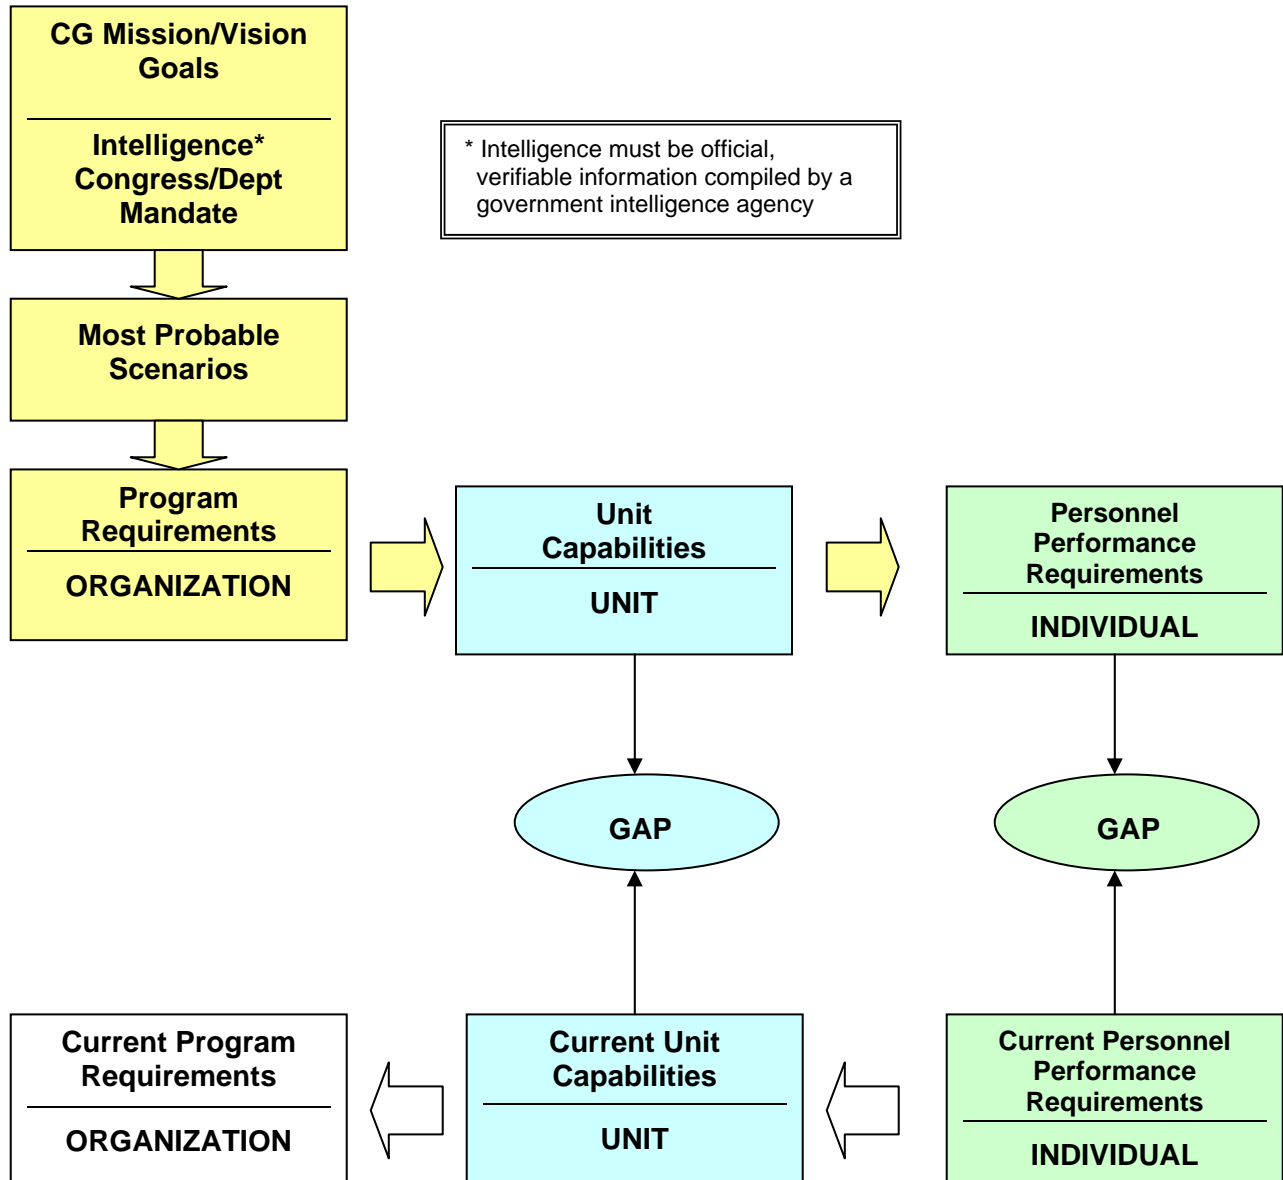 CG Mission/Vision
Goals
Intelligence*
Congress/Dept
Mandate
* Intelligence must be official,
verifiable information compiled by a
government intelligence agency
Most Probable
Scenarios
Program
Requirements
ORGANIZATION
Unit
Capabilities
UNIT
Personnel
Performance
Requirements
INDIVIDUAL
GAP
GAP
Current Program
Requirements
ORGANIZATION
Current Unit
Capabilities
UNIT
Current Personnel
Performance
Requirements
INDIVIDUAL